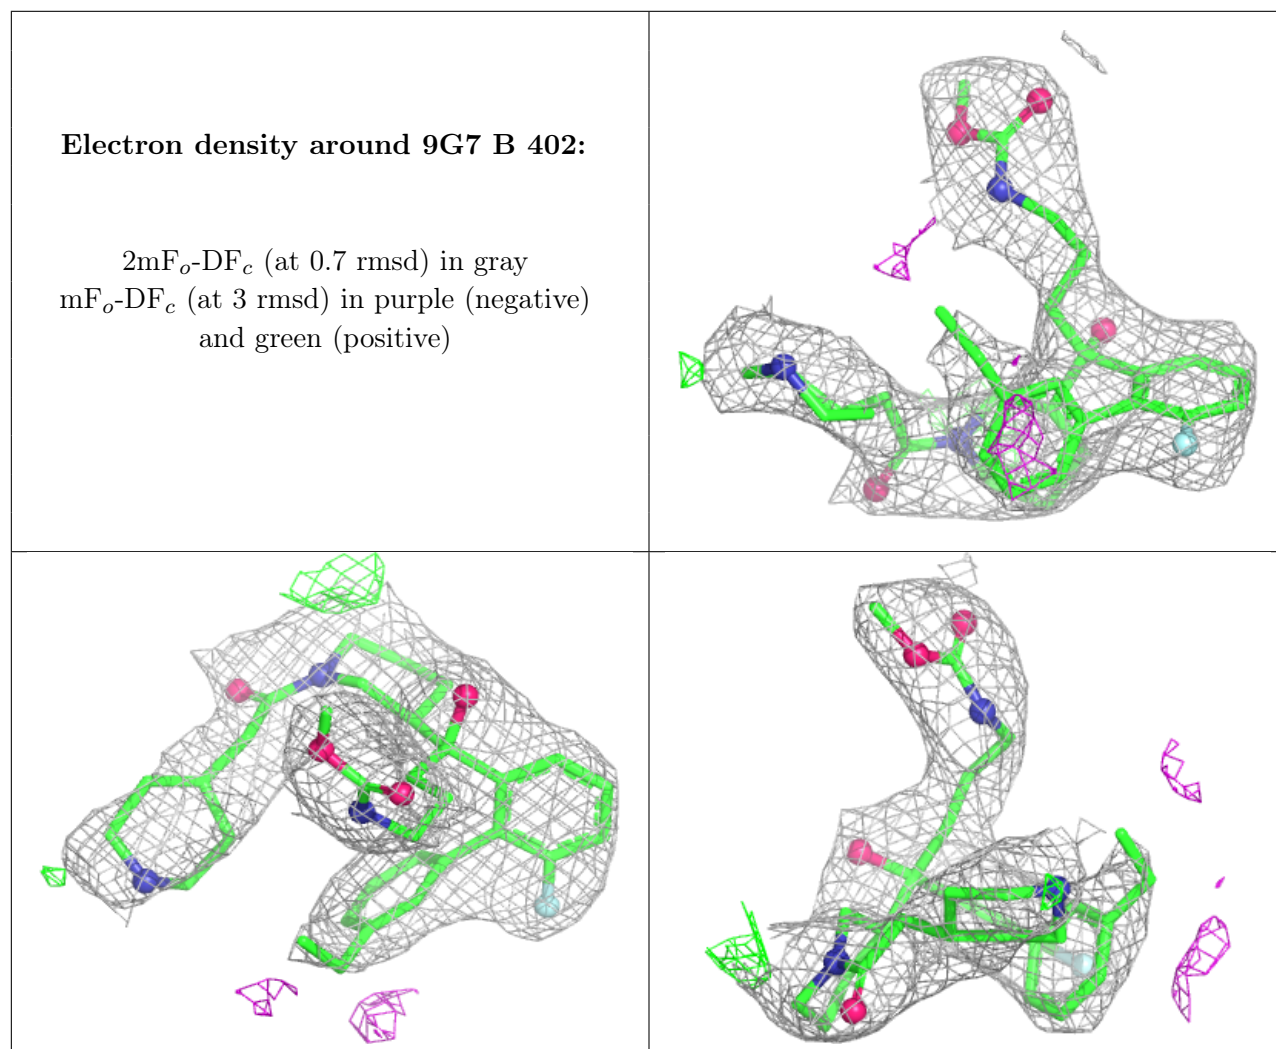 Electron density around 9G7 B 402:
2mFo-DFc (at 0.7 rmsd) in gray
mFo-DFc (at 3 rmsd) in purple (negative)
and green (positive)